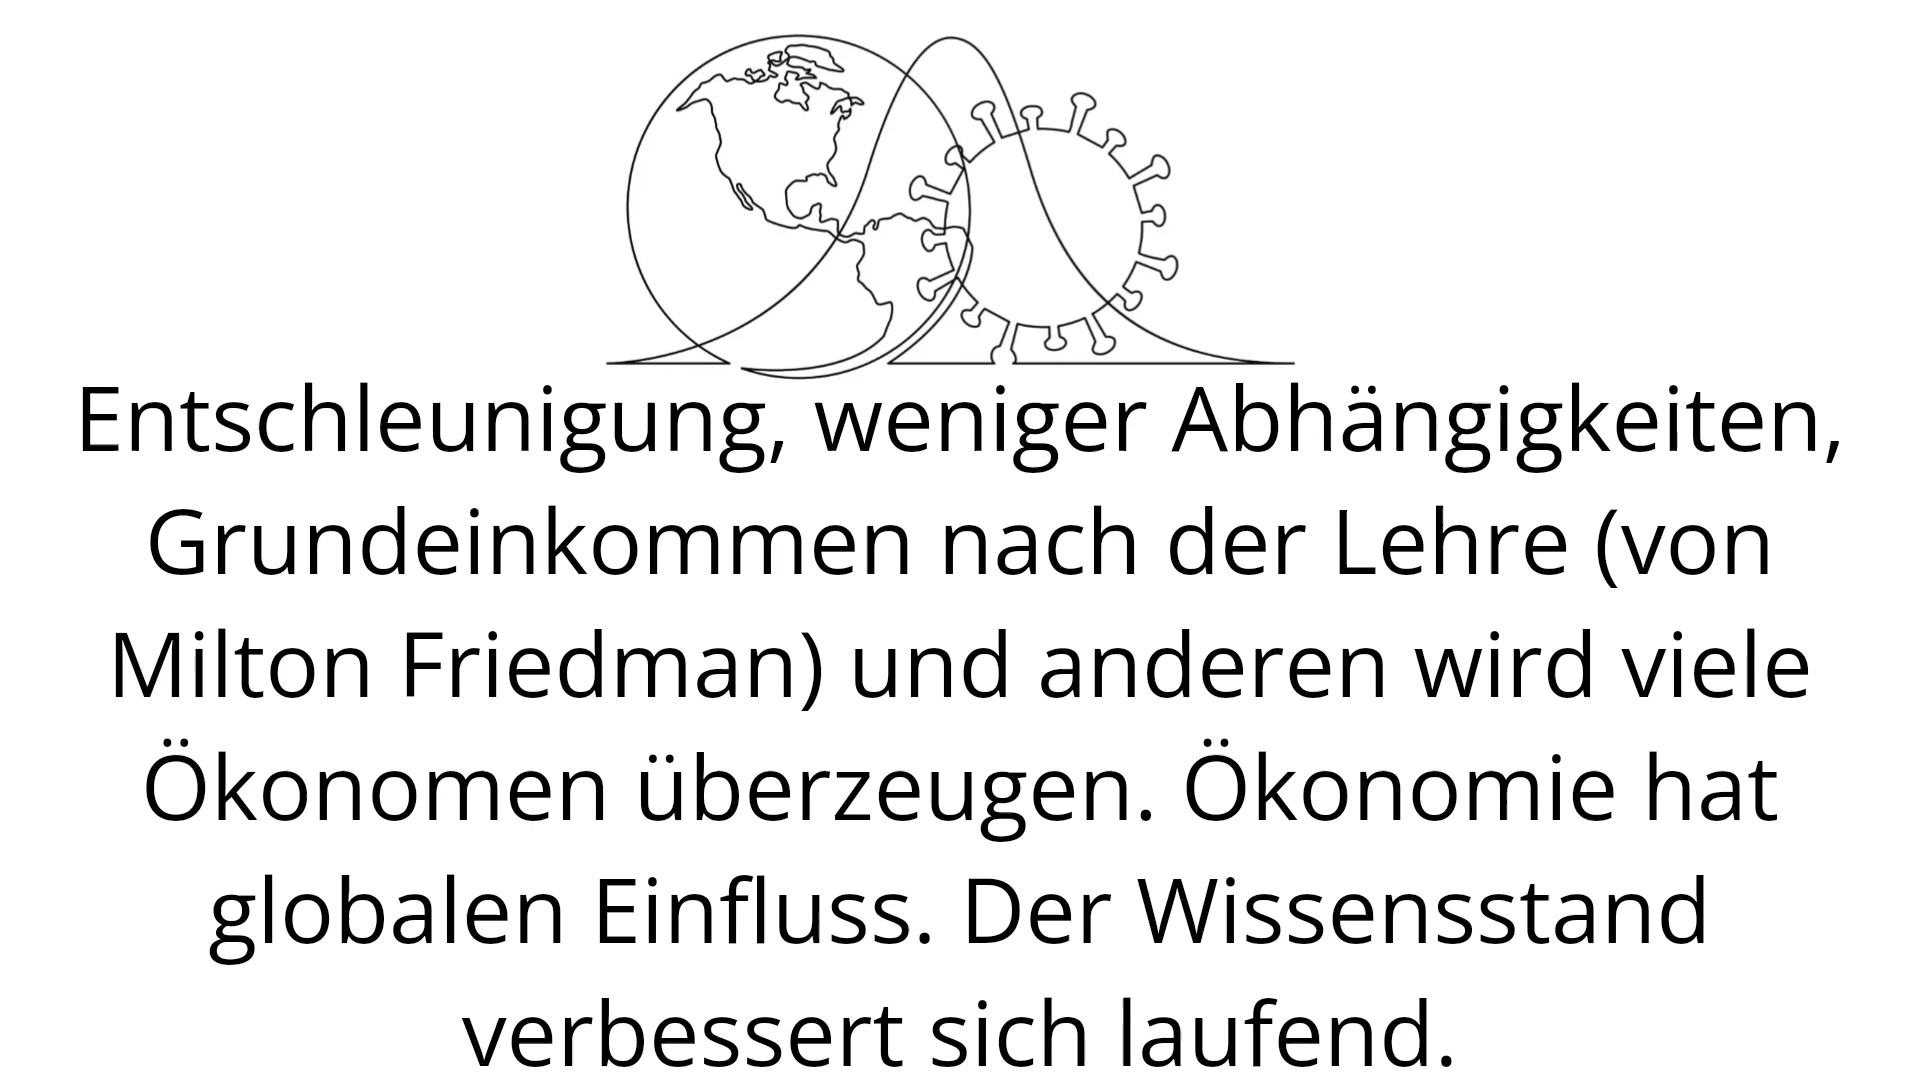 Entschleunigung, weniger Abhängigkeiten,
Grundeinkommen nach der Lehre (von
Milton Friedman) und anderen wird viele
Ökonomen überzeugen. Ökonomie hat
globalen Einfluss. Der Wissensstand
verbessert sich laufend.